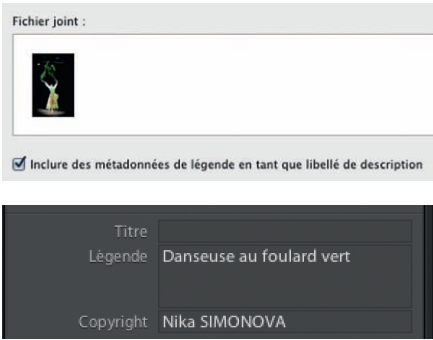 Fichier joint :
Inclure des métadonnées de légende en tant que libellé de description
Titre
Légende Danseuse au foulard vert
Copyright Nika SIMONOVA